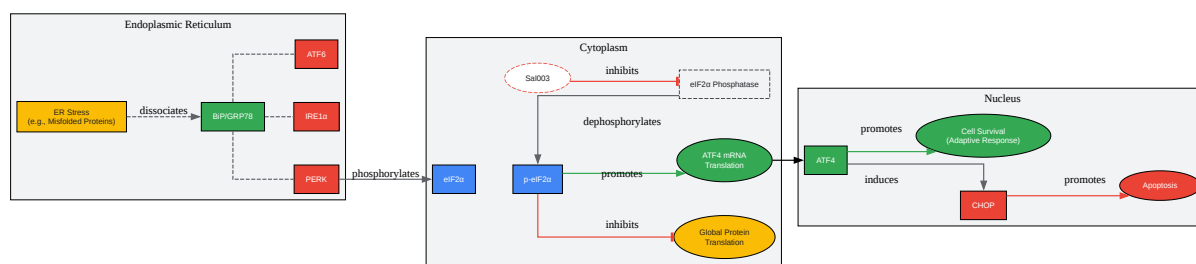 Endoplasmic Reticulum
ATF6
ER Stress
(e.g., Misfolded Proteins)
dissociates
BiP/GRP78
IRE1α
PERK
phosphorylates
Cytoplasm
Sal003
inhibits
eIF2α Phosphatase
dephosphorylates
eIF2α
p-eIF2α
promotes
ATF4 mRNA
Translation
inhibits
Global Protein
Translation
Nucleus
promotes
Cell Survival
(Adaptive Response)
ATF4
induces
CHOP
promotes
Apoptosis